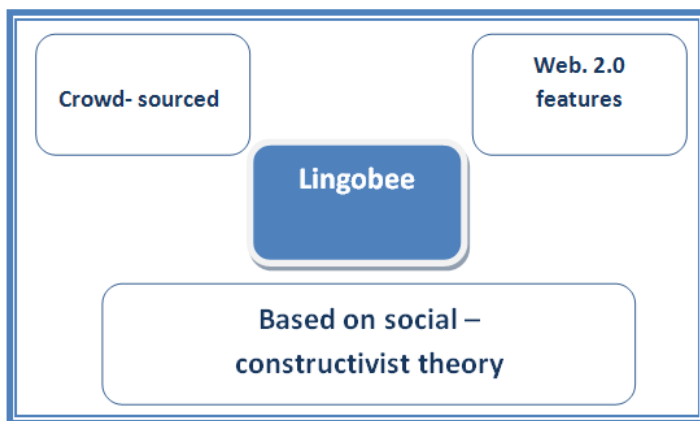 Crowd- sourced
Web. 2.0
features
Lingobee
Based on social –
constructivist theory